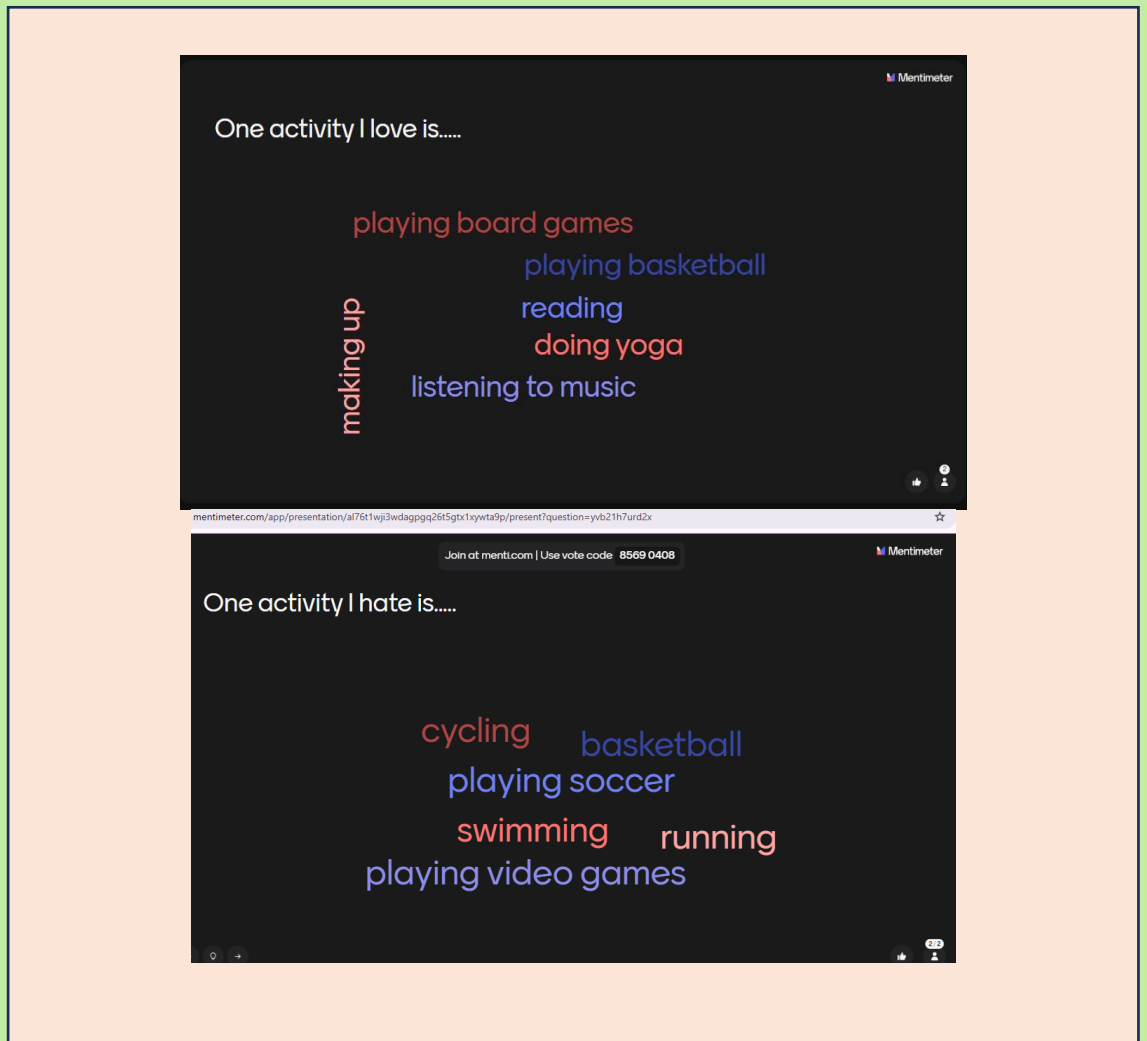 Mentimeter
One activity I love is.....
playing board games
playing basketball
reading
making up
doing yoga
listening to music
2
mentimeter.com/app/presentation/al76t1wji3wdagpgq26t5gtx1xywta9p/present?question=yvb21h7urd2x
Join at menti.com | Use vote code 8569 0408
Mentimeter
One activity I hate is.....
cycling
basketball
playing soccer
swimming
running
playing video games
2/2